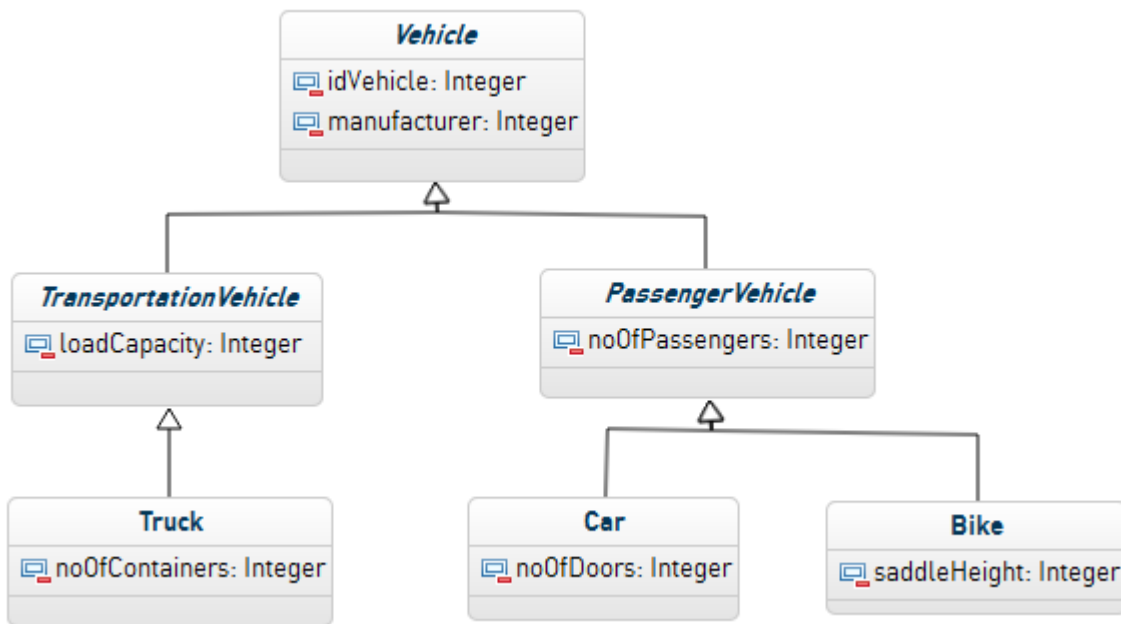 Vehicle
idVehicle: Integer
manufacturer: Integer
TransportationVehicle
loadCapacity: Integer
PassengerVehicle
noOfPassengers: Integer
Truck
noOfContainers: Integer
Car
noOfDoors: Integer
Bike
saddleHeight: Integer